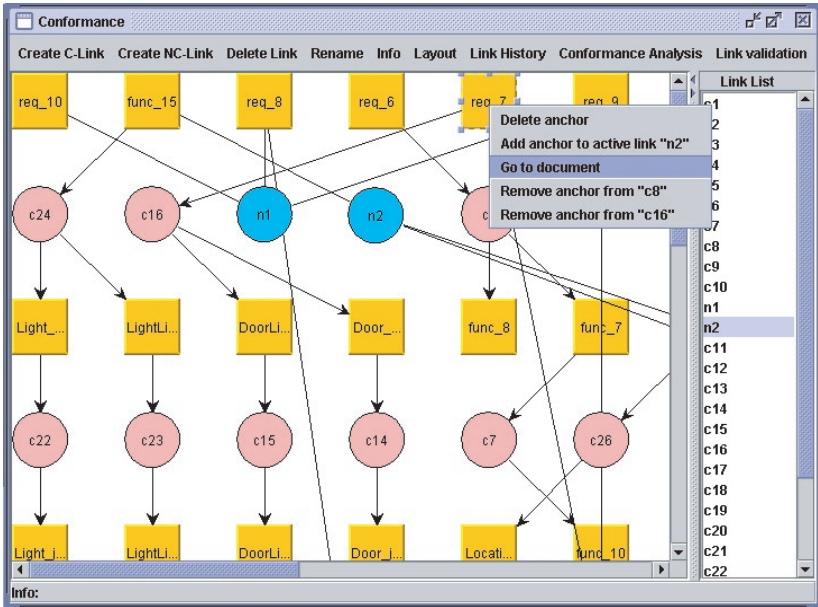 Conformance
Create C-Link Create NC-Link Delete Link Rename Info Layout Link History Conformance Analysis Link validation
Link List
req_10 func_15 req_8 req_6 req_7 req_9
Delete anchor
Add anchor to active link "n2"
Go to document
Remove anchor from "c8"
Remove anchor from "c16"
c24 c16 n1 n2
Light_... LightLi... DoorLi... Door_... func_8 func_7
c22 c23 c15 c14 c7 c26
Light_j... LightLi... DoorLi... Door_j... Locati... func_10
c1
2
3
4
5
6
7
c8
c9
c10
n1
n2
c11
c12
c13
c14
c15
c16
c17
c18
c19
c20
c21
c22
Info: